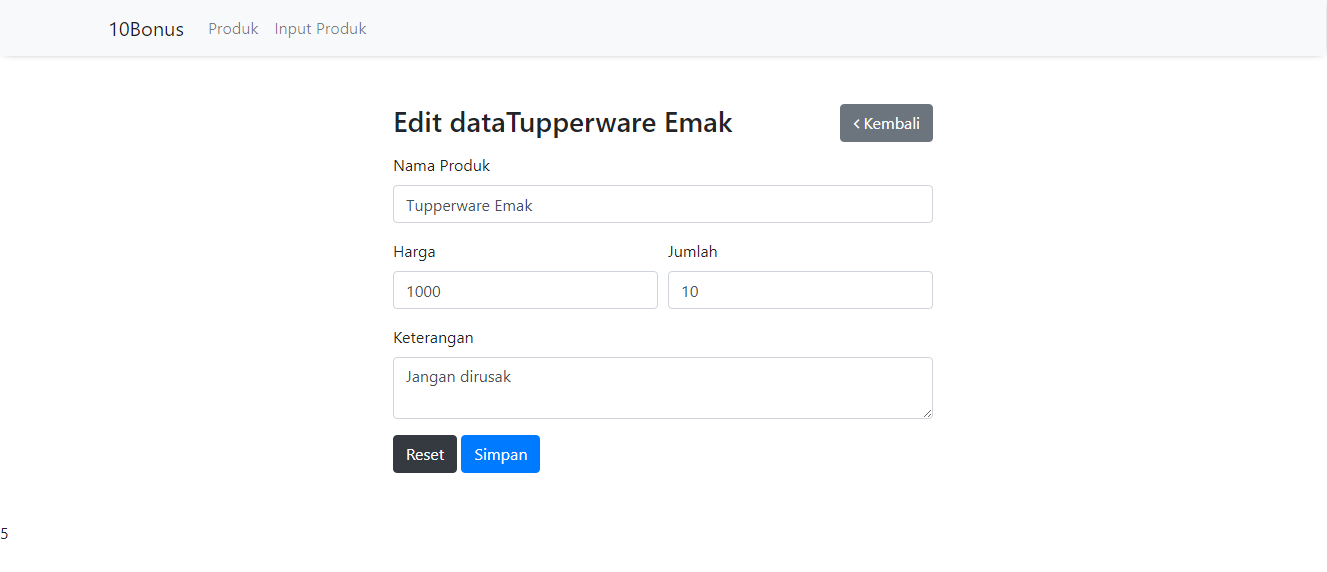 10Bonus Produk Input Produk
Edit dataTupperware Emak
< Kembali
Nama Produk
Tupperware Emak
Harga Jumlah
1000 10
Keterangan
Jangan dirusak
Reset Simpan
5